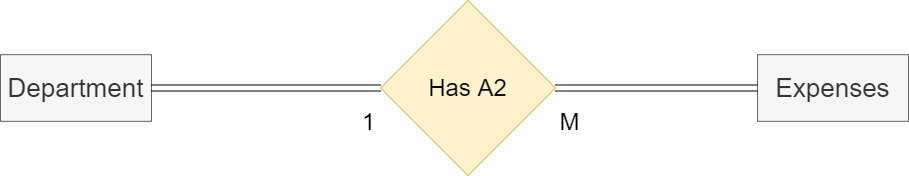 Department
Has A2
Expenses
1
M